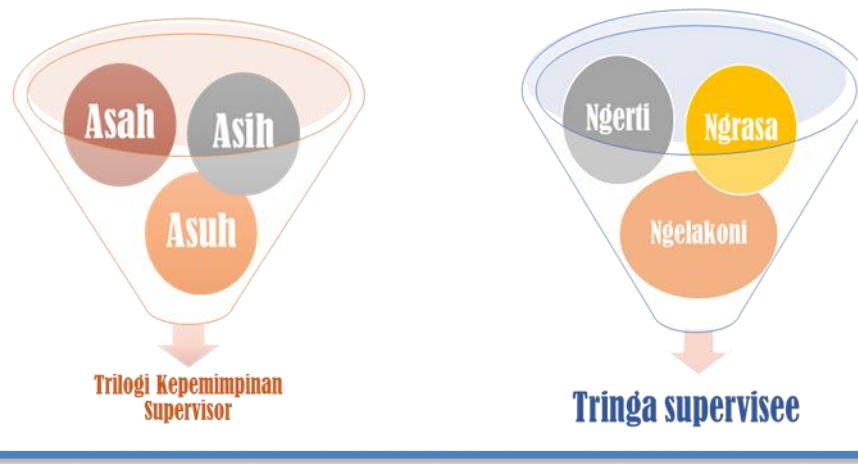 Asah
Asih
Asuh
Trilogi Kepemimpinan
Supervisor
Ngerti
Ngrasa
Ngelakoni
Tringa supervisee